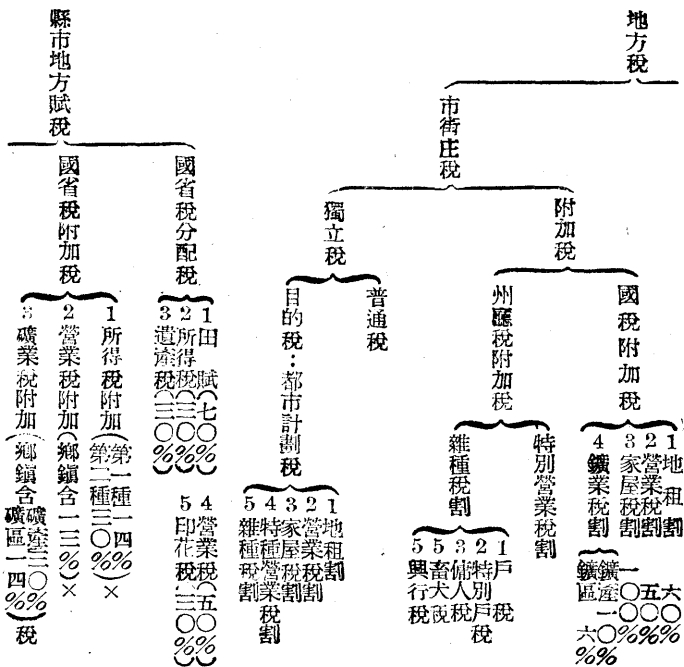 地方稅
市街庄稅
附加稅
國稅附加稅
1地租割 六〇%
2營業稅割 五〇%
3家屋稅割 一〇〇%
4鑛業稅割
鑛產一〇%
鑛區 六%
州廳稅附加稅
特別營業稅割
雜種稅割
1戶稅
2特別戶稅
3傭人稅
5畜犬稅
5興行稅
獨立稅
普通稅
目的稅：都市計劃稅
1地租割
2營業割
3家屋稅割
4特種營業稅割
5雜種稅割
縣市地方賦稅
國省稅分配稅
1田賦(七〇%)
2所得稅(三〇%)
3遺產稅(三〇%)
4營業稅(五〇%)
5印花稅(三〇%)
國省稅附加稅
1所得稅附加(第一種一四%)(第二種三〇%)×
2營業稅附加(鄉鎮含一三%)×
3礦業稅附加(鄉鎮含礦產三〇%礦區一四%)稅